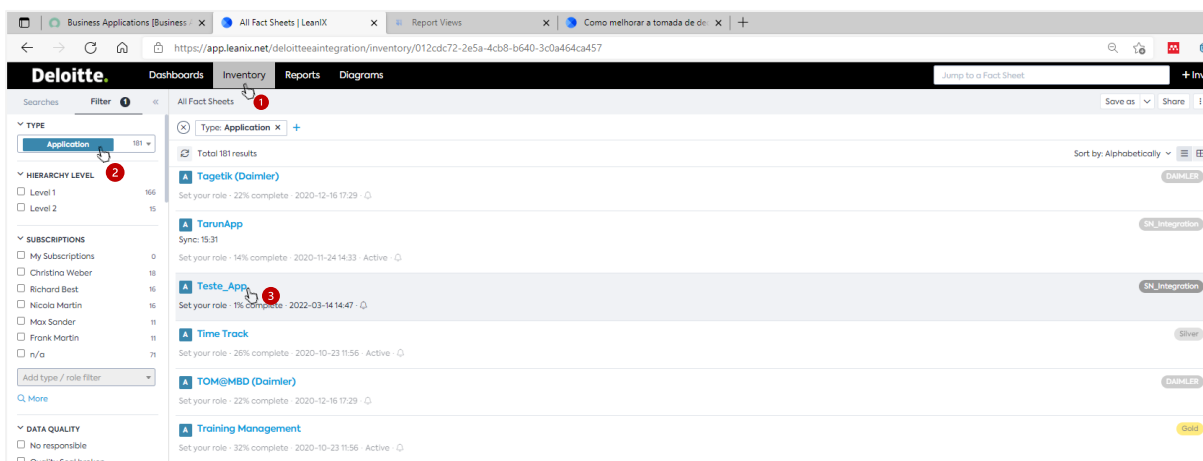 Business Applications [Business A
All Fact Sheets | LeanIX
Report Views
Como melhorar a tomada de de
https://app.leanix.net/deloitteeaintegration/inventory/012cdc72-2e5a-4cb8-b640-3c0a464ca457
Deloitte.
Dashboards
Inventory
Reports
Diagrams
Jump to a Fact Sheet
+ Inv
1
Searches
Filter 1
«
All Fact Sheets
Save as
Share
TYPE
Application 181
2
Type: Application × +
Total 181 results
Sort by: Alphabetically
HIERARCHY LEVEL
Level 1 166
Level 2 15
SUBSCRIPTIONS
My Subscriptions 0
Christina Weber 18
Richard Best 16
Nicola Martin 16
Max Sander 11
Frank Martin 11
n/a 71
Add type / role filter
More
DATA QUALITY
No responsible
A Tagetik (Daimler)
DAIMLER
Set your role · 22% complete · 2020-12-16 17:29 ·
A TarunApp
SN_Integration
Sync: 15:31
Set your role · 14% complete · 2020-11-24 14:33 · Active ·
A Teste_App
3
SN_Integration
Set your role · 1% complete · 2022-03-14 14:47 ·
A Time Track
Silver
Set your role · 26% complete · 2020-10-23 11:56 · Active ·
A TOM@MBD (Daimler)
DAIMLER
Set your role · 22% complete · 2020-12-16 17:29 ·
A Training Management
Gold
Set your role · 32% complete · 2020-10-23 11:56 · Active ·